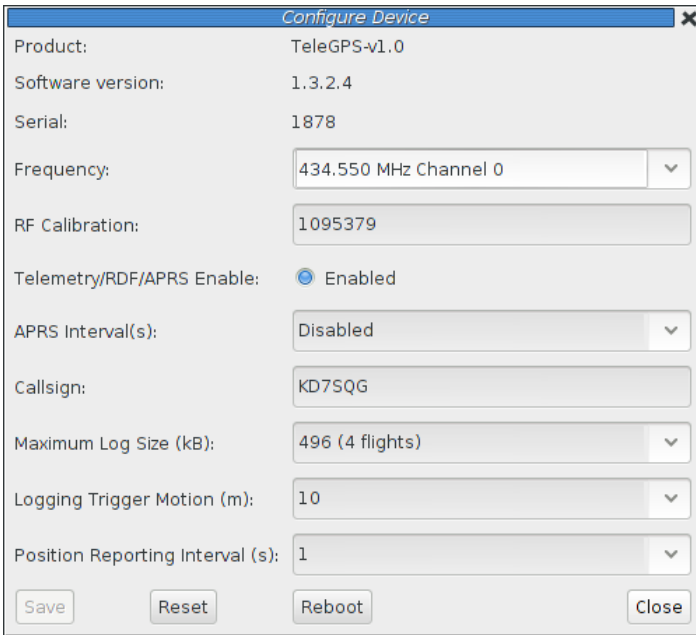 Configure Device
Product: TeleGPS-v1.0
Software version: 1.3.2.4
Serial: 1878
Frequency: 434.550 MHz Channel 0
RF Calibration: 1095379
Telemetry/RDF/APRS Enable: Enabled
APRS Interval(s): Disabled
Callsign: KD7SQG
Maximum Log Size (kB): 496 (4 flights)
Logging Trigger Motion (m): 10
Position Reporting Interval (s): 1
Save Reset Reboot Close